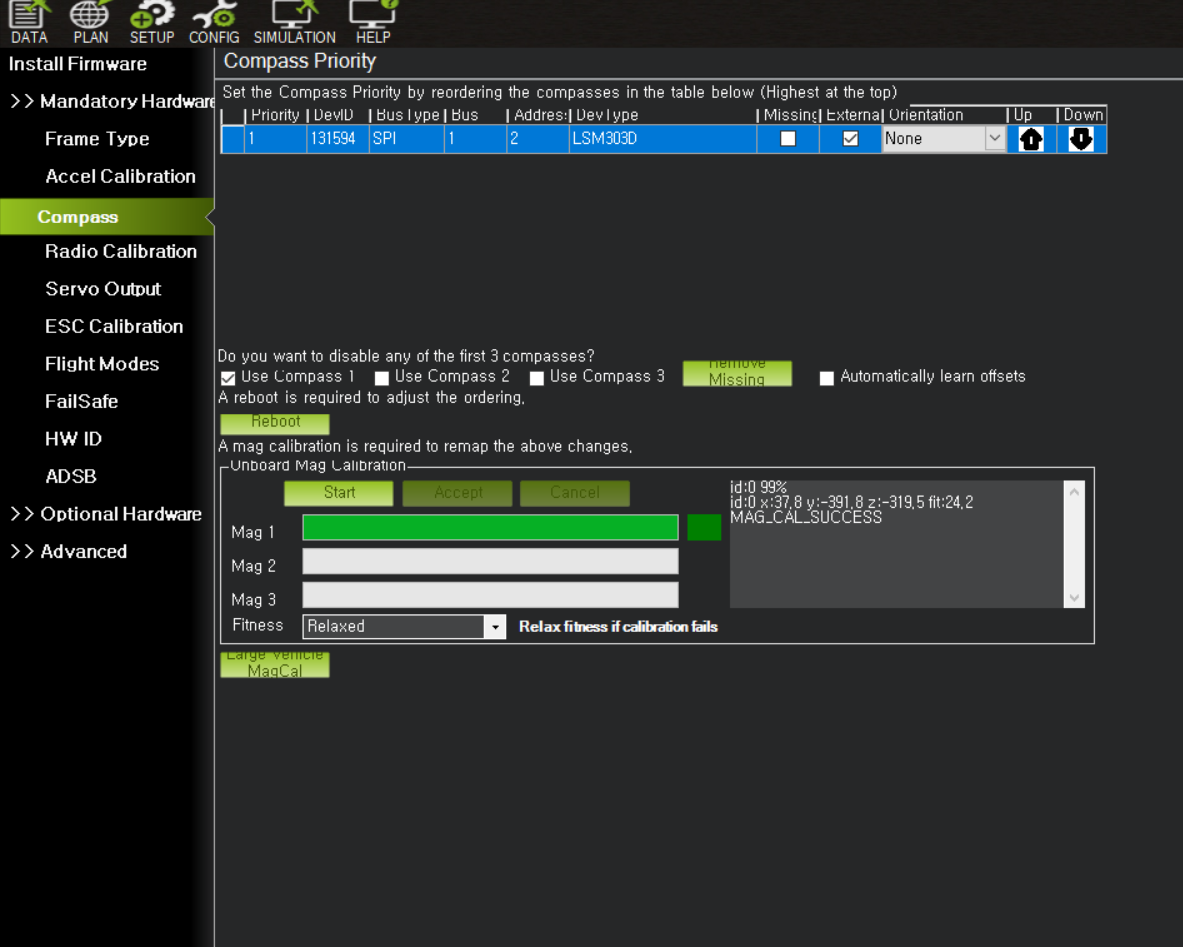 DATA PLAN SETUP CONFIG SIMULATION HELP
Install Firmware
>> Mandatory Hardware
Frame Type
Accel Calibration
Compass
Radio Calibration
Servo Output
ESC Calibration
Flight Modes
FailSafe
HW ID
ADSB
>> Optional Hardware
>> Advanced
Compass Priority
Set the Compass Priority by reordering the compasses in the table below (Highest at the top)
Priority DevID Bus Type Bus Addres: DevType Missing Externa Orientation Up Down
1 131594 SPI 1 2 LSM303D None
Do you want to disable any of the first 3 compasses?
Use Compass 1 Use Compass 2 Use Compass 3 Remove Missing Automatically learn offsets
A reboot is required to adjust the ordering.
Reboot
A mag calibration is required to remap the above changes.
Onboard Mag Calibration
Start Accept Cancel
id:0 99%
id:0 x:37.8 y:-391.8 z:-319.5 fit:24.2
MAG_CAL_SUCCESS
Mag 1
Mag 2
Mag 3
Fitness Relaxed Relax fitness if calibration fails
Large Vehicle
MagCal